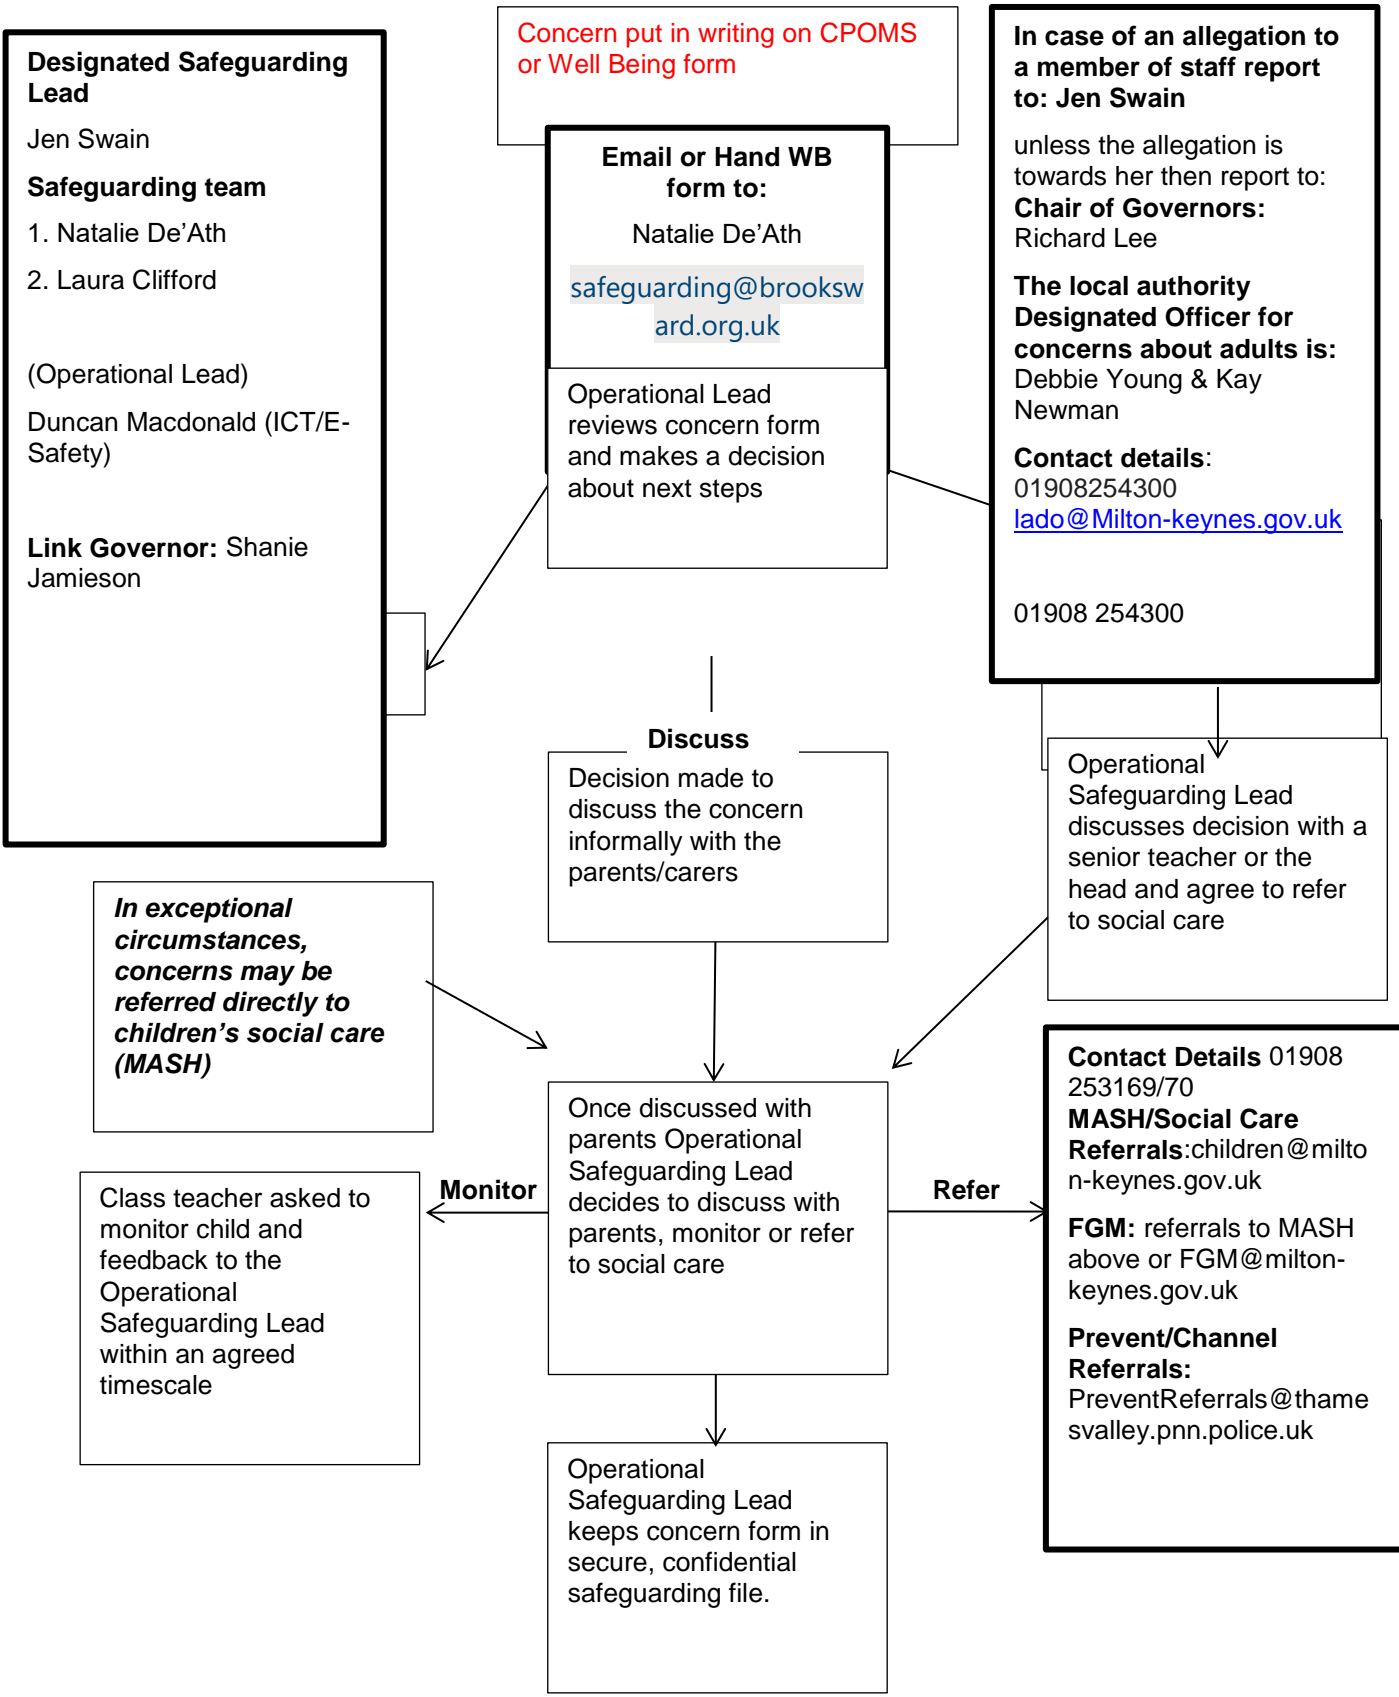 Designated Safeguarding
Lead
Jen Swain
Safeguarding team
1. Natalie De’Ath
2. Laura Clifford
(Operational Lead)
Duncan Macdonald (ICT/E-
Safety)
Link Governor: Shanie
Jamieson
Concern put in writing on CPOMS
or Well Being form
Email or Hand WB
form to:
Natalie De’Ath
safeguarding@brooksw
ard.org.uk
Operational Lead
reviews concern form
and makes a decision
about next steps
In case of an allegation to
a member of staff report
to: Jen Swain
unless the allegation is
towards her then report to:
Chair of Governors:
Richard Lee
The local authority
Designated Officer for
concerns about adults is:
Debbie Young & Kay
Newman
Contact details:
01908254300
lado@Milton-keynes.gov.uk
01908 254300
Discuss
Decision made to
discuss the concern
informally with the
parents/carers
Operational
Safeguarding Lead
discusses decision with a
senior teacher or the
head and agree to refer
to social care
In exceptional
circumstances,
concerns may be
referred directly to
children’s social care
(MASH)
Once discussed with
parents Operational
Safeguarding Lead
decides to discuss with
parents, monitor or refer
to social care
Monitor
Refer
Class teacher asked to
monitor child and
feedback to the
Operational
Safeguarding Lead
within an agreed
timescale
Contact Details 01908
253169/70
MASH/Social Care
Referrals:children@milto
n-keynes.gov.uk
FGM: referrals to MASH
above or FGM@milton-
keynes.gov.uk
Prevent/Channel
Referrals:
PreventReferrals@thame
svalley.pnn.police.uk
Operational
Safeguarding Lead
keeps concern form in
secure, confidential
safeguarding file.